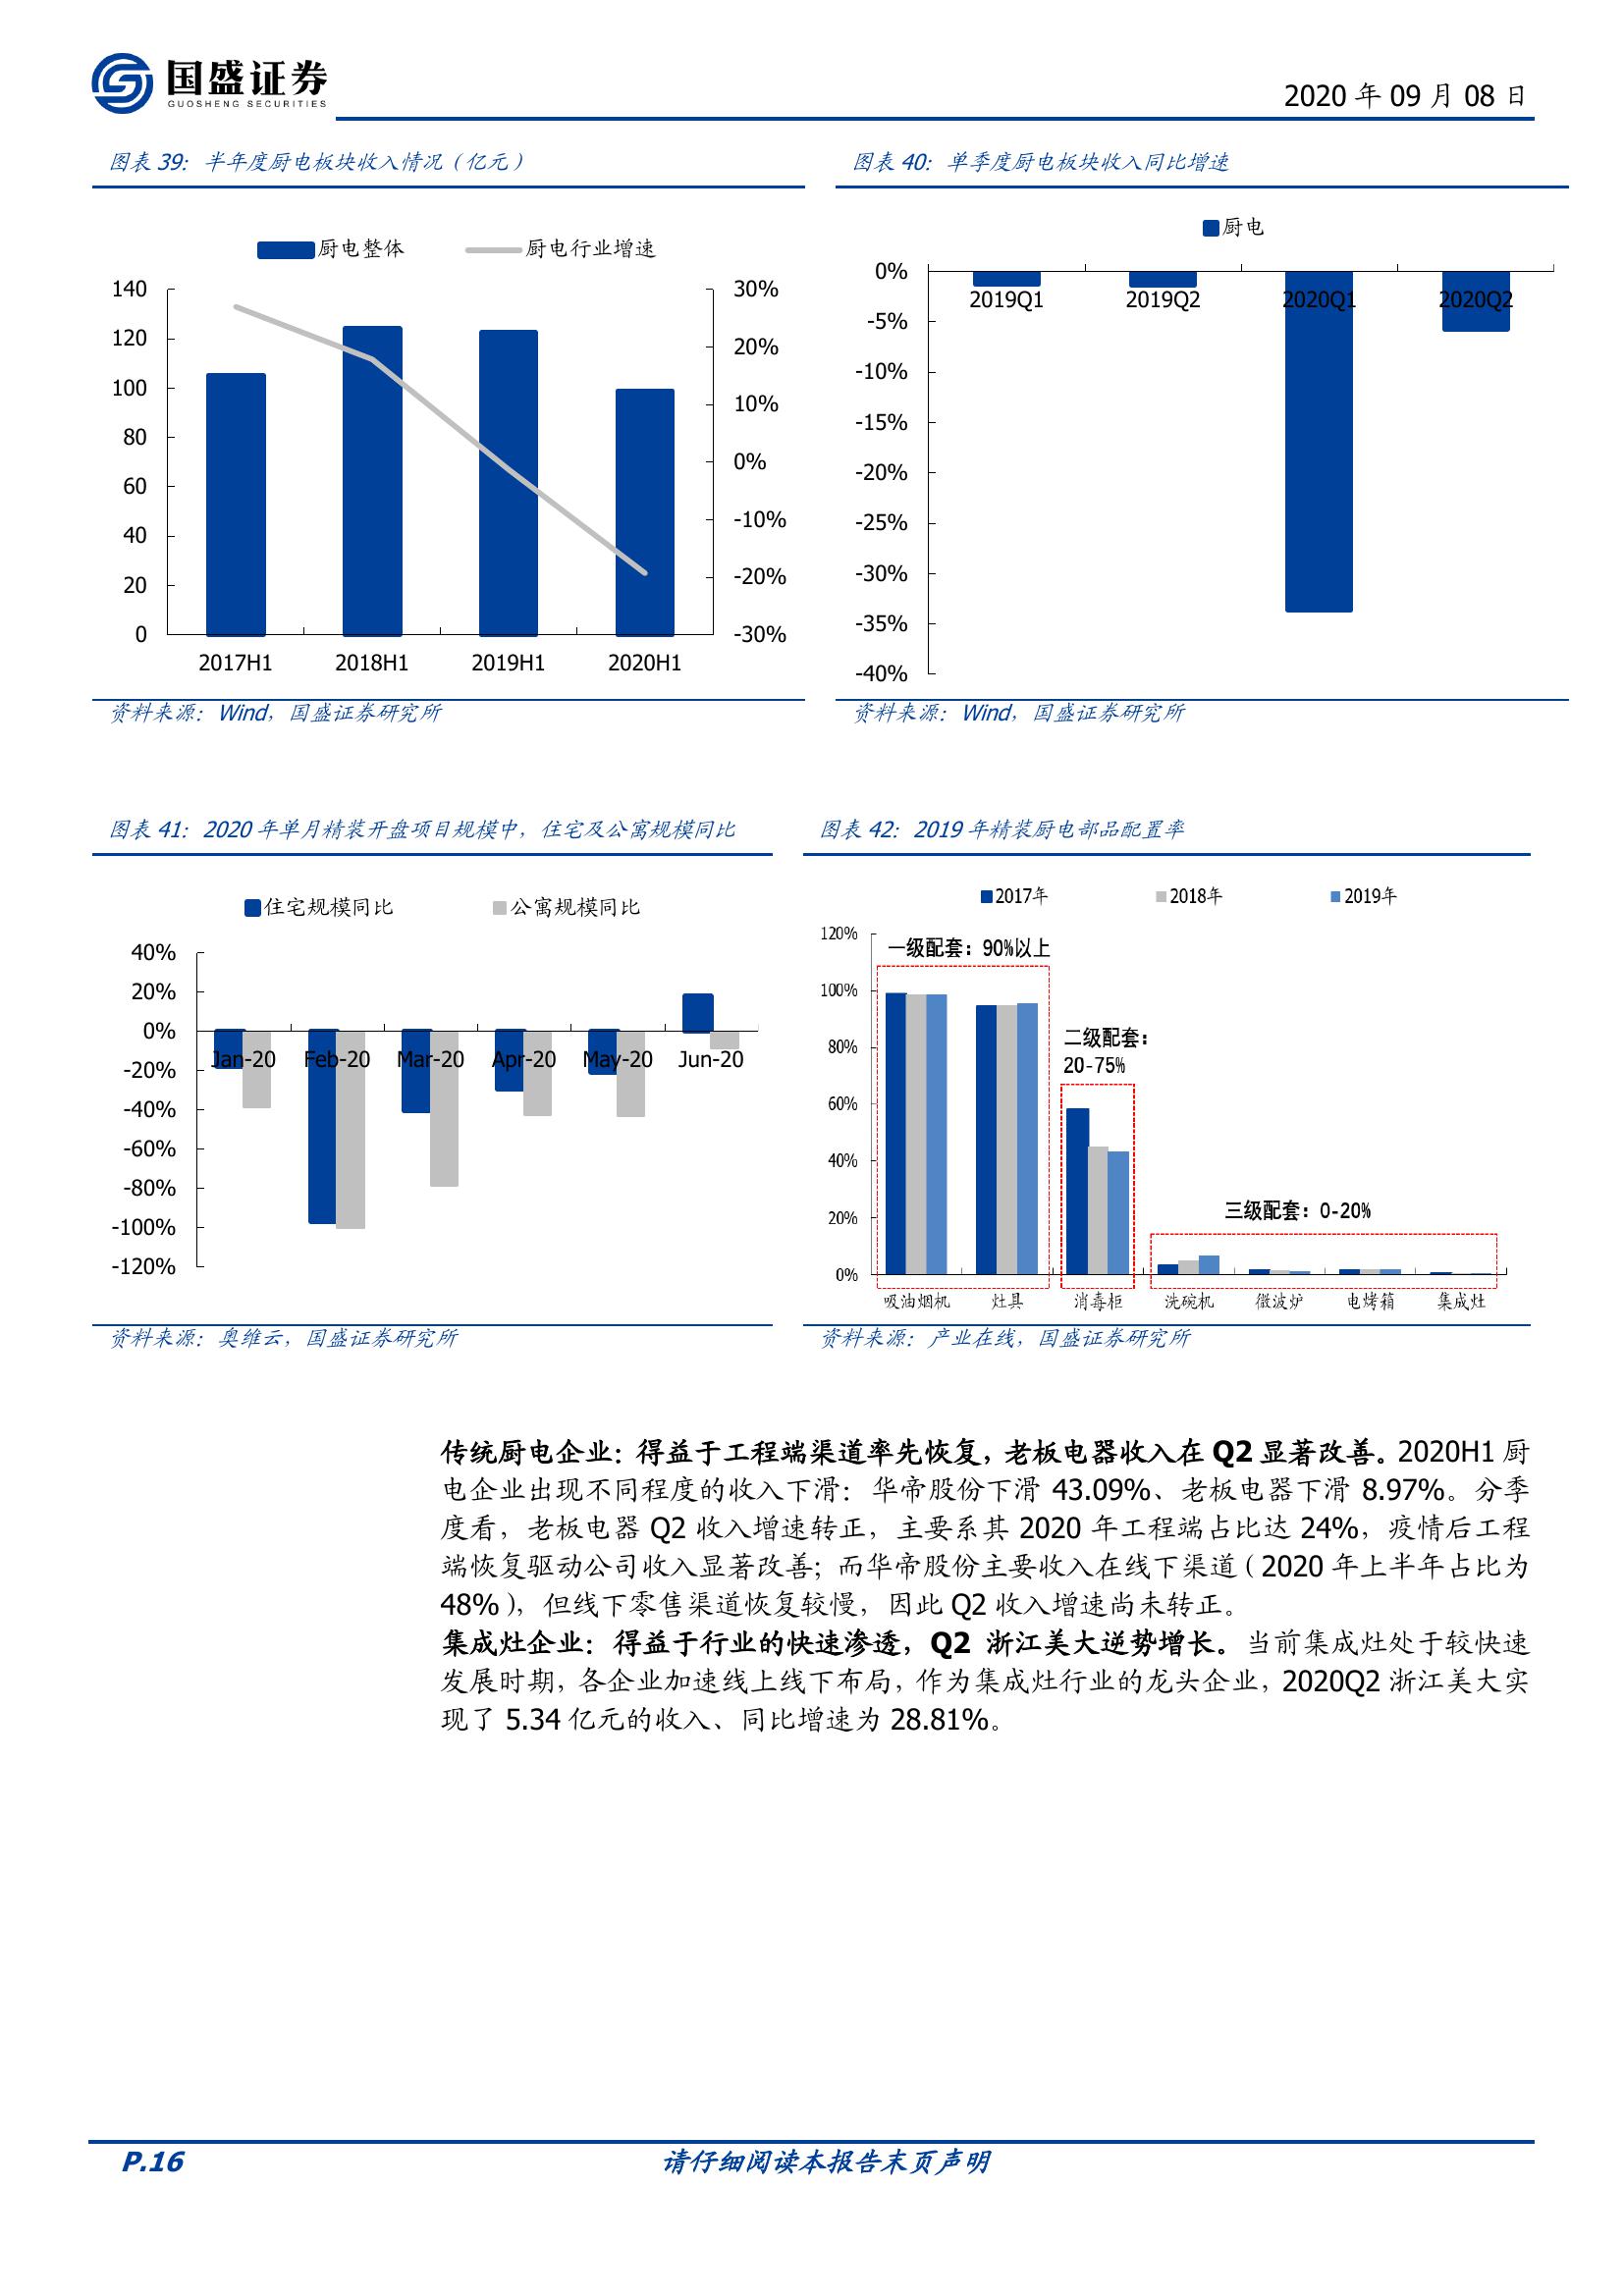 国盛证券
GUOSHENG SECURITIES
2020 年 09 月 08 日
图表 39：半年度厨电板块收入情况（亿元）
厨电整体 厨电行业增速
140
120
100
80
60
40
20
0
30%
20%
10%
0%
-10%
-20%
-30%
2017H1 2018H1 2019H1 2020H1
资料来源：Wind，国盛证券研究所
图表 40：单季度厨电板块收入同比增速
厨电
0%
-5%
-10%
-15%
-20%
-25%
-30%
-35%
-40%
2019Q1 2019Q2 2020Q1 2020Q2
资料来源：Wind，国盛证券研究所
图表 41：2020 年单月精装开盘项目规模中，住宅及公寓规模同比
住宅规模同比 公寓规模同比
40%
20%
0%
-20%
-40%
-60%
-80%
-100%
-120%
Jan-20 Feb-20 Mar-20 Apr-20 May-20 Jun-20
资料来源：奥维云，国盛证券研究所
图表 42：2019 年精装厨电部品配置率
2017年 2018年 2019年
120%
100%
80%
60%
40%
20%
0%
一级配套：90%以上
二级配套：
20-75%
三级配套：0-20%
吸油烟机 灶具 消毒柜 洗碗机 微波炉 电烤箱 集成灶
资料来源：产业在线，国盛证券研究所
传统厨电企业：得益于工程端渠道率先恢复，老板电器收入在 Q2 显著改善。2020H1 厨
电企业出现不同程度的收入下滑：华帝股份下滑 43.09%、老板电器下滑 8.97%。分季
度看，老板电器 Q2 收入增速转正，主要系其 2020 年工程端占比达 24%，疫情后工程
端恢复驱动公司收入显著改善；而华帝股份主要收入在线下渠道（2020 年上半年占比为
48%），但线下零售渠道恢复较慢，因此 Q2 收入增速尚未转正。
集成灶企业：得益于行业的快速渗透，Q2 浙江美大逆势增长。当前集成灶处于较快速
发展时期，各企业加速线上线下布局，作为集成灶行业的龙头企业，2020Q2 浙江美大实
现了 5.34 亿元的收入、同比增速为 28.81%。
P.16
请仔细阅读本报告末页声明